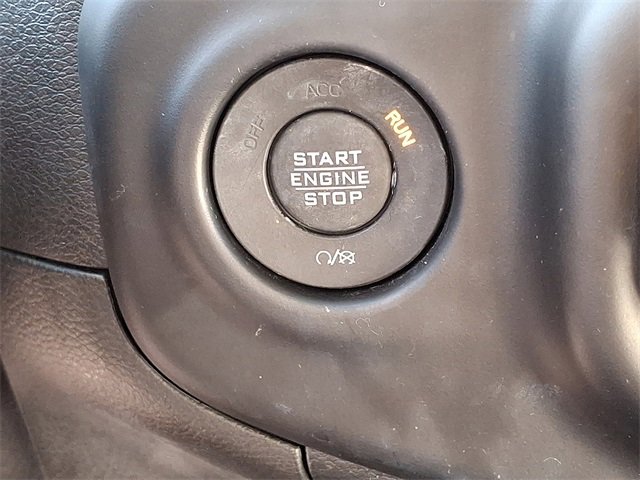 OFF
ACC
RUN
START
ENGINE
STOP